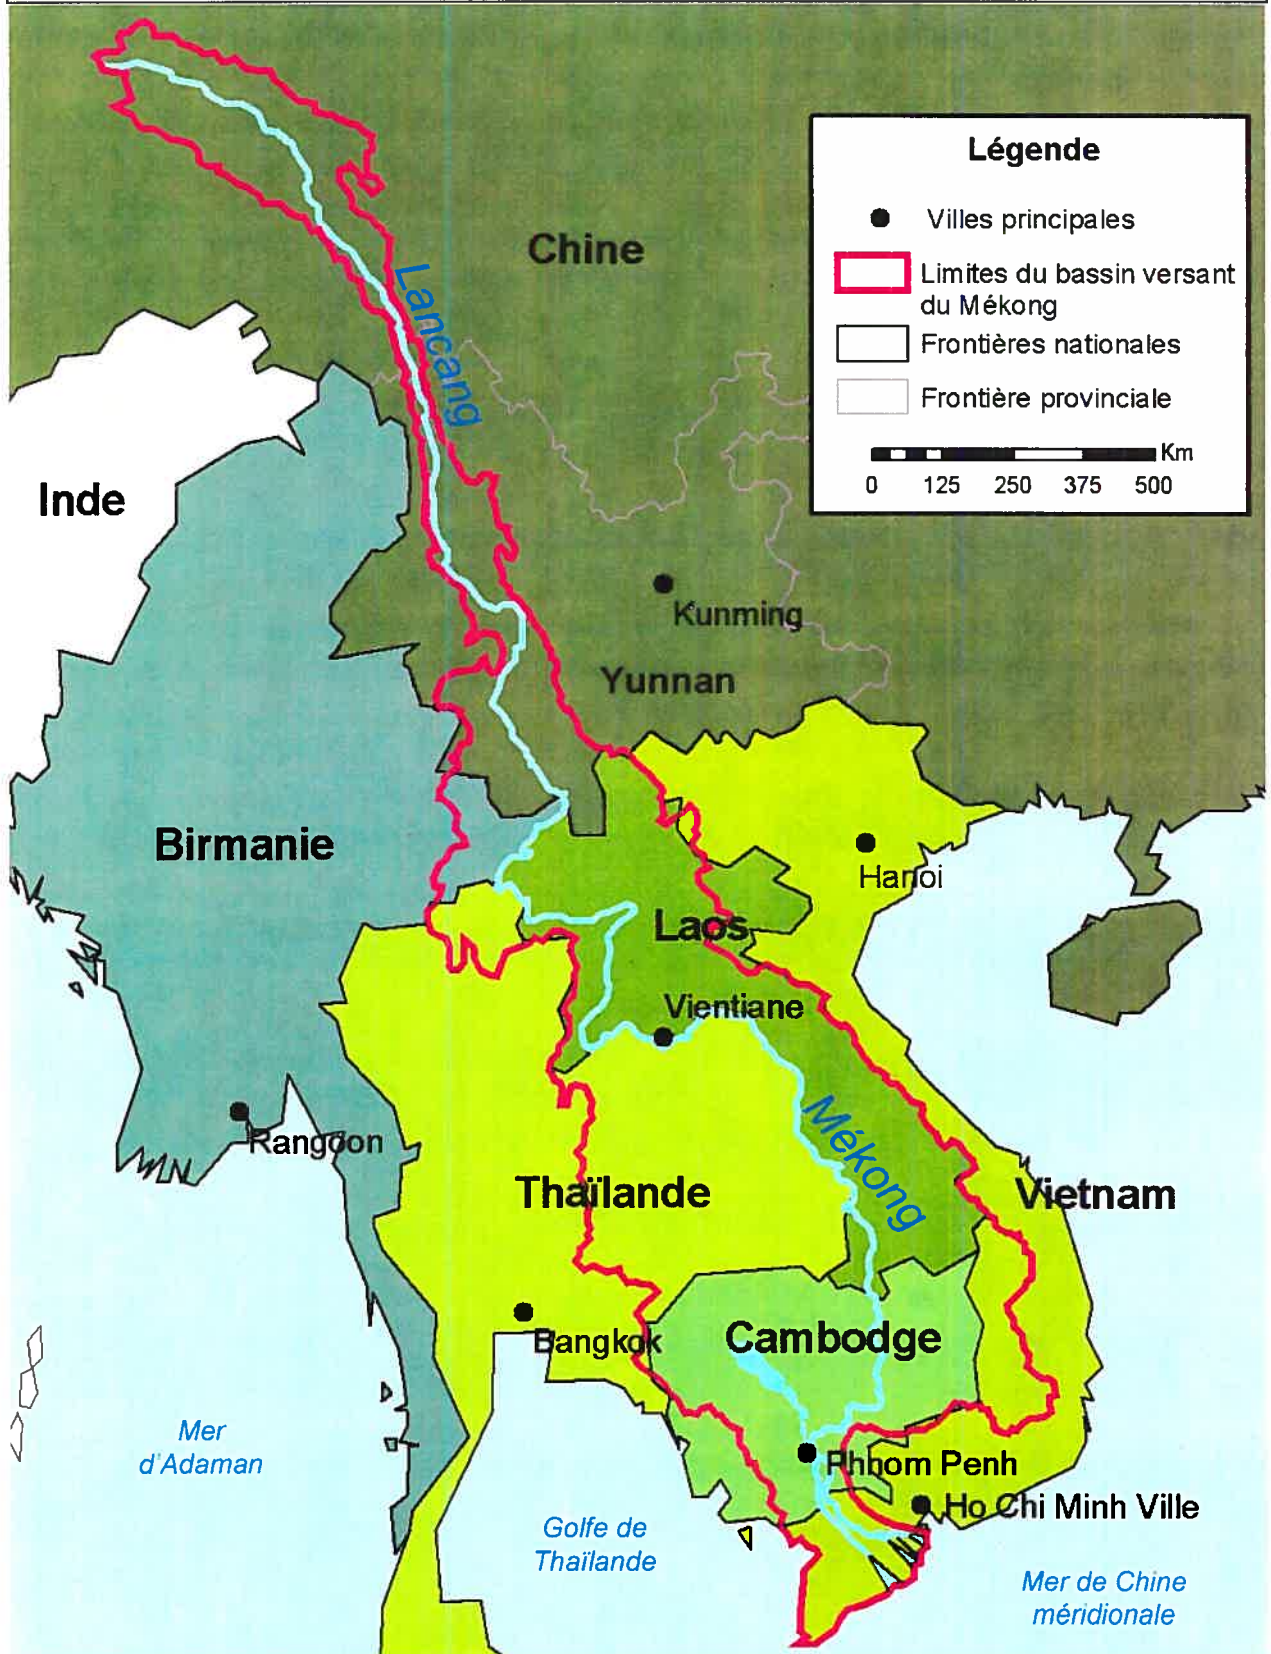 Légende
Villes principales
Limites du bassin versant
du Mékong
Frontières nationales
Frontière provinciale
Km
0 125 250 375 500
Chine
Lancang
Inde
Kunming
Yunnan
Birmanie
Hanoi
Laos
Vientiane
Rangoon
Mékong
Thaïlande
Vietnam
Bangkok
Cambodge
Mer
d'Adaman
Phhom Penh
Ho Chi Minh Ville
Golfe de
Thaïlande
Mer de Chine
méridionale